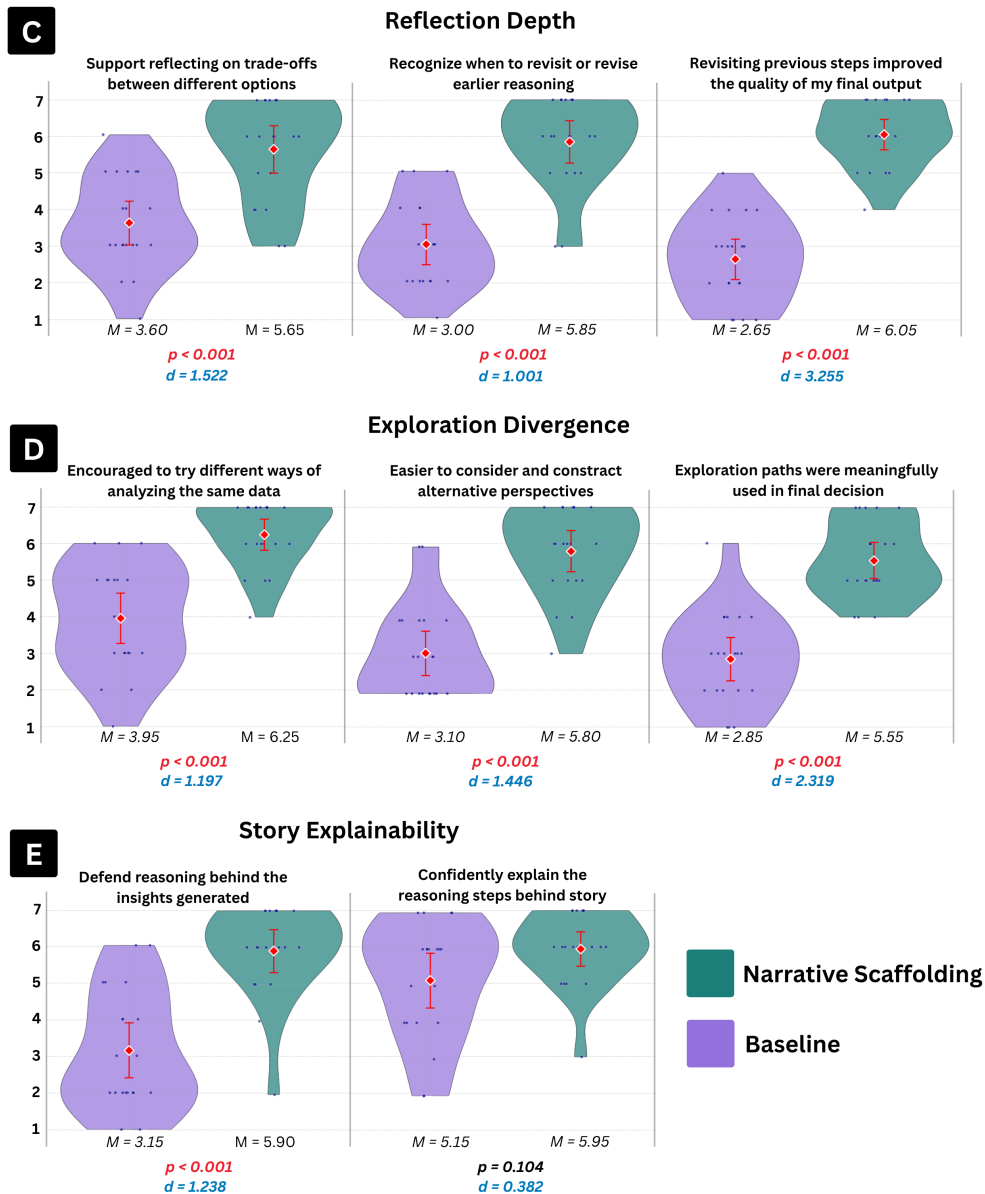 C
Reflection Depth
Support reflecting on trade-offs
between different options
Recognize when to revisit or revise
earlier reasoning
Revisiting previous steps improved
the quality of my final output
7
6
5
4
3
2
1
M = 3.60
M = 5.65
M = 3.00
M = 5.85
M = 2.65
M = 6.05
p < 0.001
d = 1.522
p < 0.001
d = 1.001
p < 0.001
d = 3.255
D
Exploration Divergence
Encouraged to try different ways of
analyzing the same data
Easier to consider and constract
alternative perspectives
Exploration paths were meaningfully
used in final decision
7
6
5
4
3
2
1
M = 3.95
M = 6.25
M = 3.10
M = 5.80
M = 2.85
M = 5.55
p < 0.001
d = 1.197
p < 0.001
d = 1.446
p < 0.001
d = 2.319
E
Story Explainability
Defend reasoning behind the
insights generated
Confidently explain the
reasoning steps behind story
7
6
5
4
3
2
1
M = 3.15
M = 5.90
M = 5.15
M = 5.95
p < 0.001
d = 1.238
p = 0.104
d = 0.382
Narrative Scaffolding
Baseline